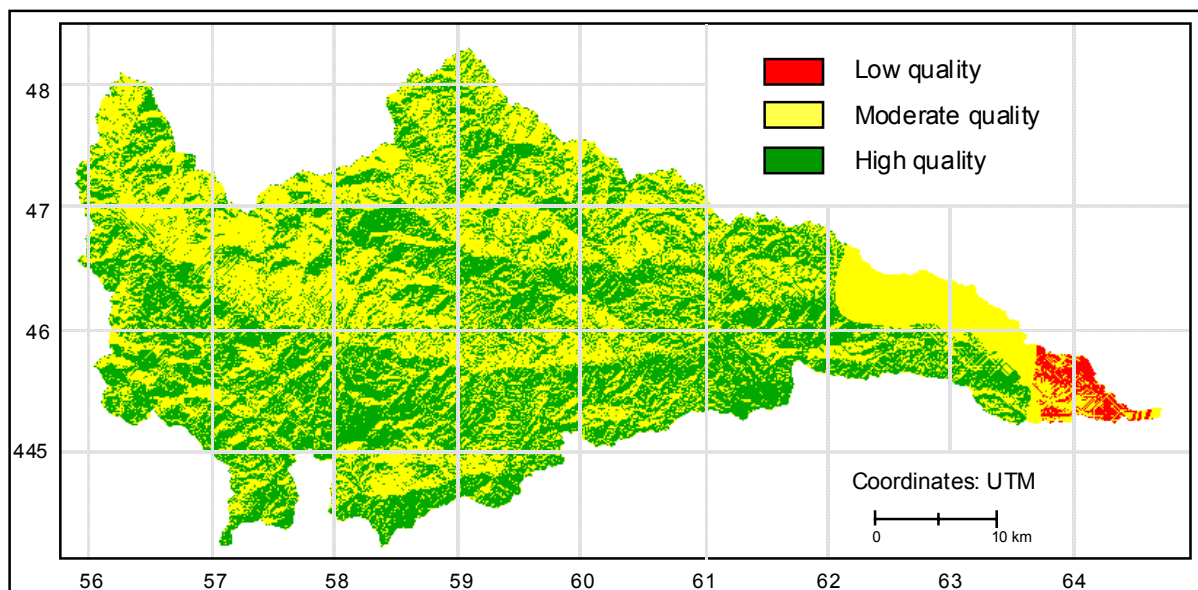 Low quality
48
Moderate quality
High quality
47
46
445
Coordinates: UTM
0 10 km
56 57 58 59 60 61 62 63 64